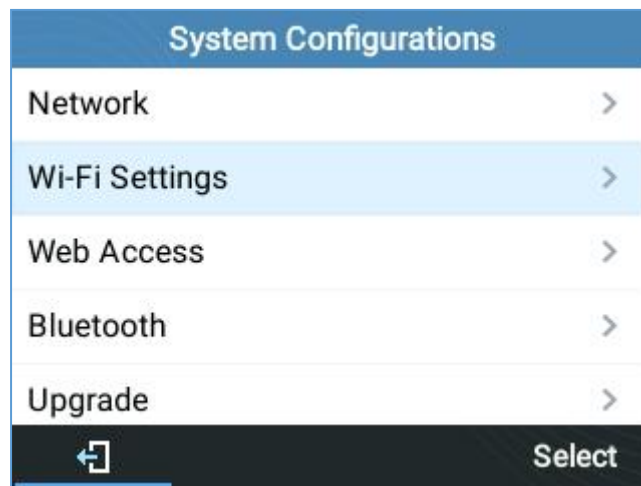 System Configurations
Network
Wi-Fi Settings
Web Access
Bluetooth
Upgrade
Select